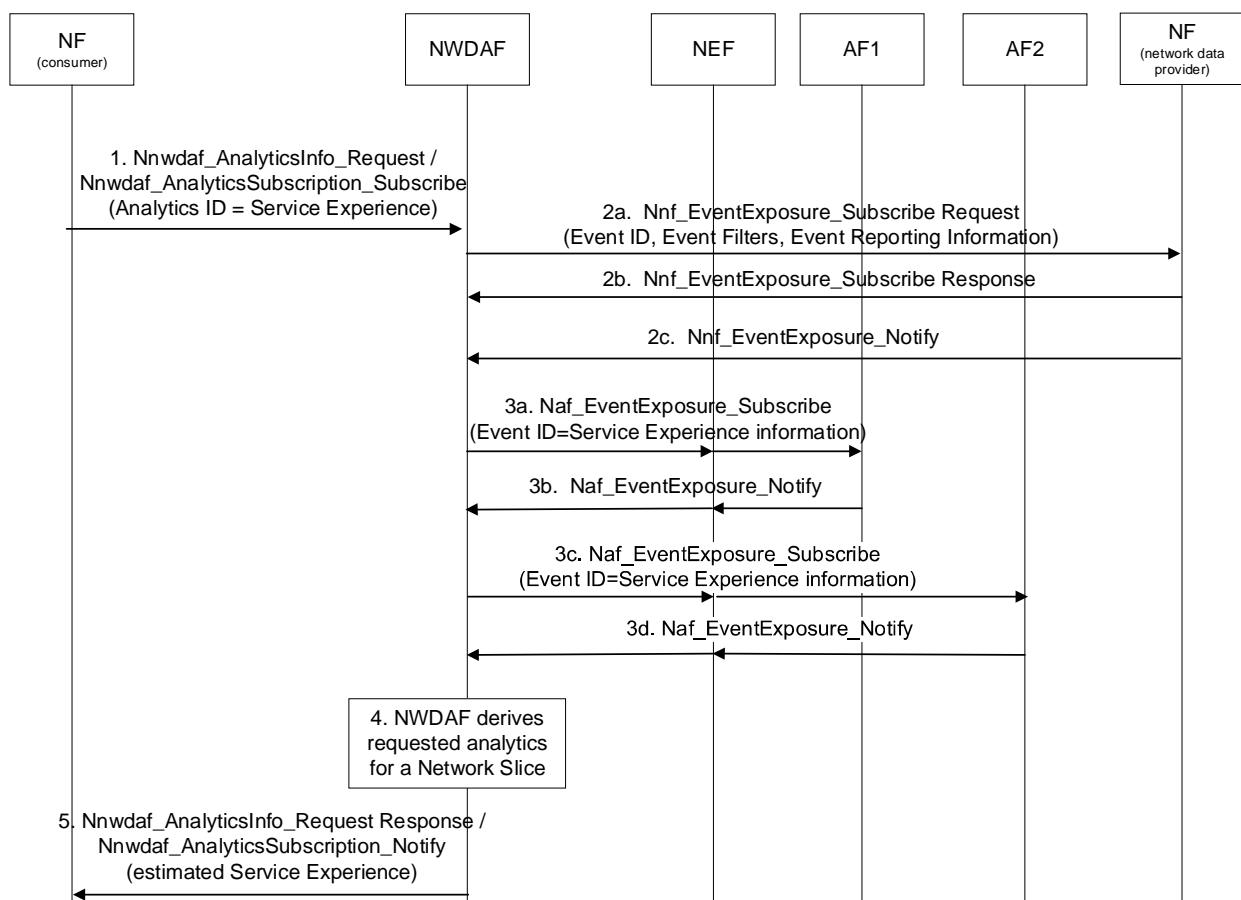 NF
(consumer)
NWDAF
NEF
AF1
AF2
NF
(network data
provider)
1. Nnwdaf_AnalyticsInfo_Request /
Nnwdaf_AnalyticsSubscription_Subscribe
(Analytics ID = Service Experience)
2a. Nnf_EventExposure_Subscribe Request
(Event ID, Event Filters, Event Reporting Information)
2b. Nnf_EventExposure_Subscribe Response
2c. Nnf_EventExposure_Notify
3a. Naf_EventExposure_Subscribe
(Event ID=Service Experience information)
3b. Naf_EventExposure_Notify
3c. Naf_EventExposure_Subscribe
(Event ID=Service Experience information)
3d. Naf_EventExposure_Notify
4. NWDAF derives
requested analytics
for a Network Slice
5. Nnwdaf_AnalyticsInfo_Request Response /
Nnwdaf_AnalyticsSubscription_Notify
(estimated Service Experience)